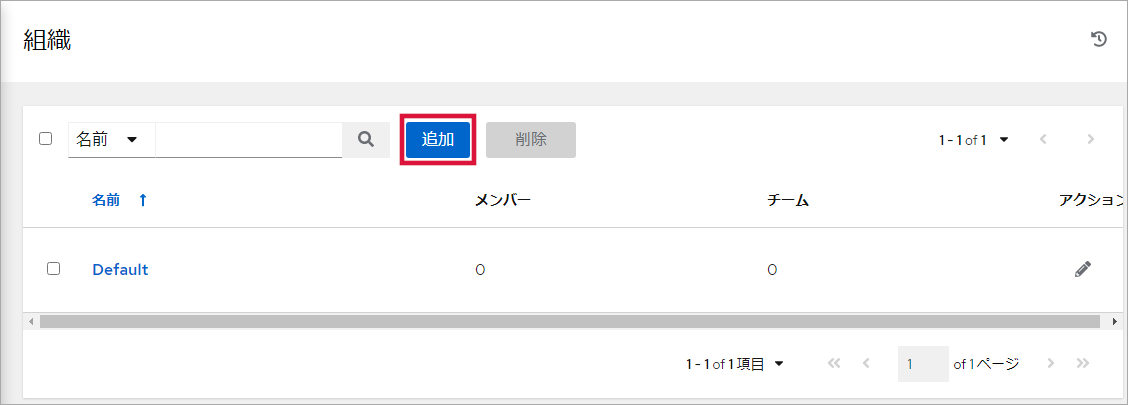 組織
名前 追加 削除 1 - 1 of 1
名前 メンバー チーム アクション
Default 0 0
1 - 1 of 1 項目 1 of 1 ページ